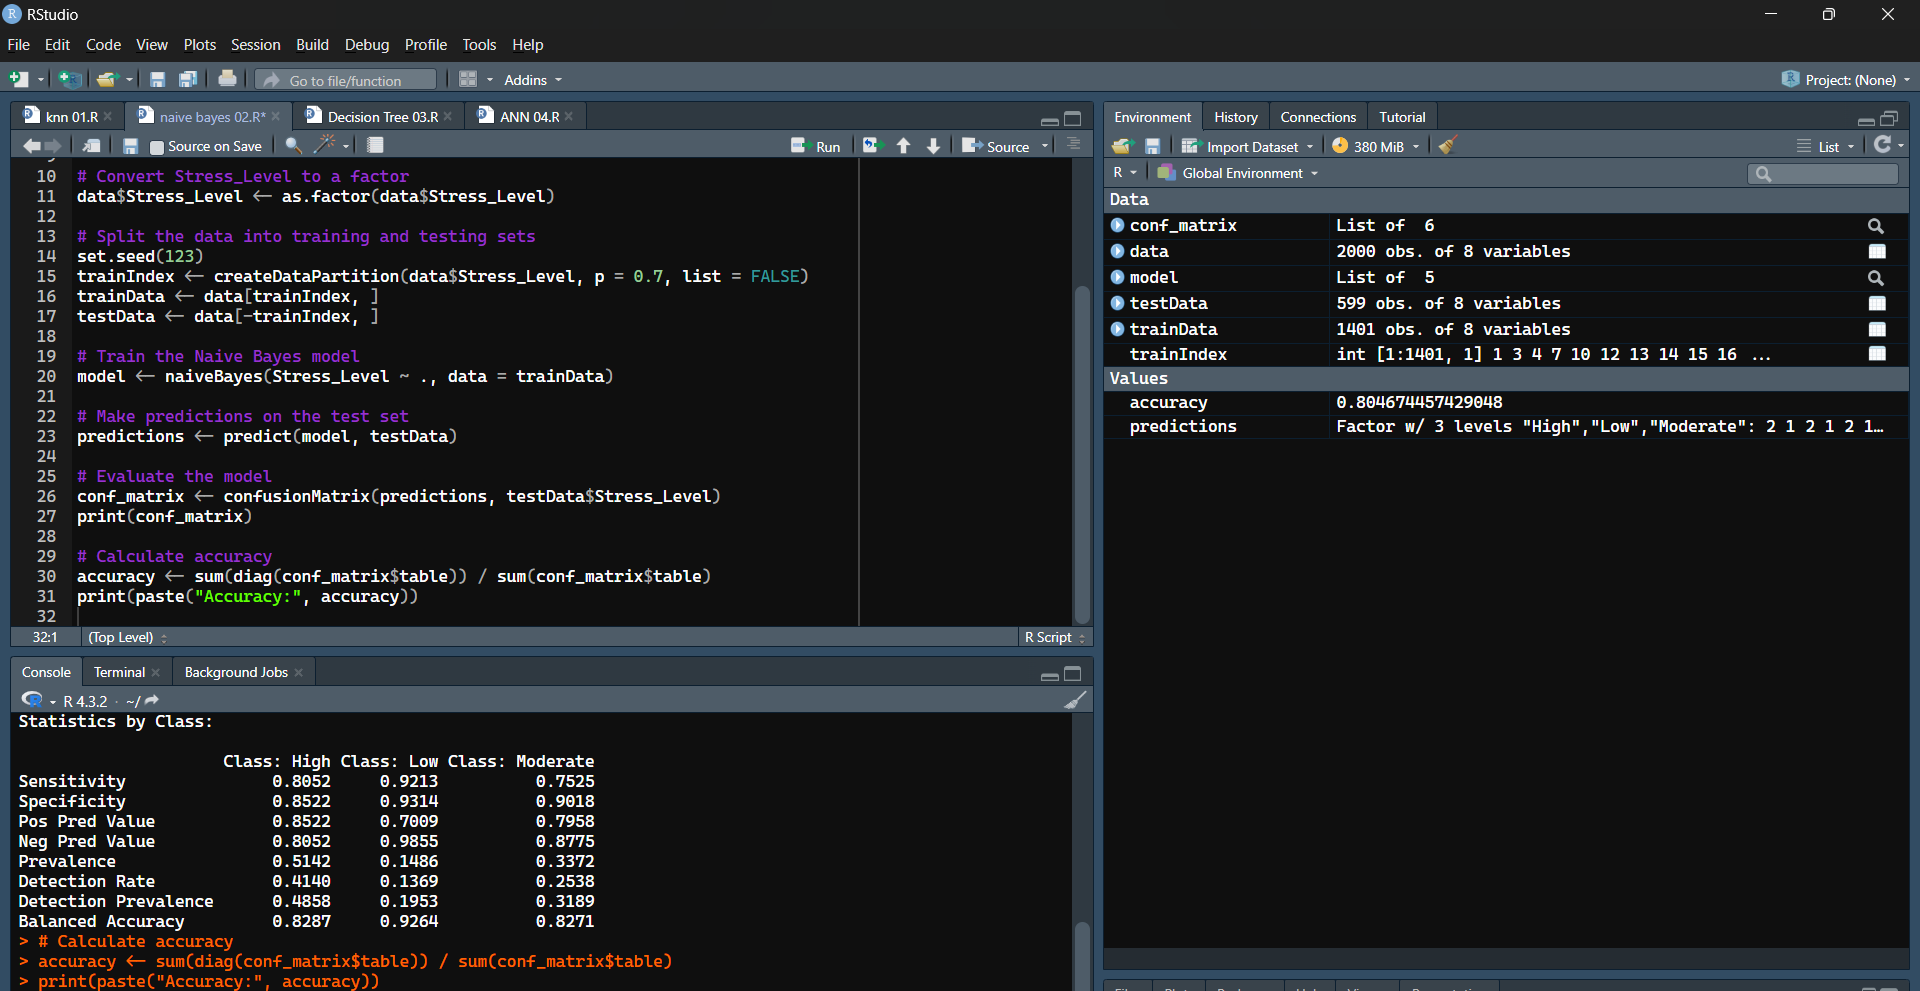 RStudio
File Edit Code View Plots Session Build Debug Profile Tools Help
Go to file/function Addins Project: (None)
knn 01.R naive bayes 02.R* Decision Tree 03.R ANN 04.R
Source on Save Run Source
10 # Convert Stress_Level to a factor
11 data$Stress_Level <- as.factor(data$Stress_Level)
12
13 # Split the data into training and testing sets
14 set.seed(123)
15 trainIndex <- createDataPartition(data$Stress_Level, p = 0.7, list = FALSE)
16 trainData <- data[trainIndex, ]
17 testData <- data[-trainIndex, ]
18
19 # Train the Naive Bayes model
20 model <- naiveBayes(Stress_Level ~ ., data = trainData)
21
22 # Make predictions on the test set
23 predictions <- predict(model, testData)
24
25 # Evaluate the model
26 conf_matrix <- confusionMatrix(predictions, testData$Stress_Level)
27 print(conf_matrix)
28
29 # Calculate accuracy
30 accuracy <- sum(diag(conf_matrix$table)) / sum(conf_matrix$table)
31 print(paste("Accuracy:", accuracy))
32
32:1 (Top Level) R Script
Console Terminal Background Jobs
R 4.3.2 · ~/
Statistics by Class:
Class: High Class: Low Class: Moderate
Sensitivity 0.8052 0.9213 0.7525
Specificity 0.8522 0.9314 0.9018
Pos Pred Value 0.8522 0.7009 0.7958
Neg Pred Value 0.8052 0.9855 0.8775
Prevalence 0.5142 0.1486 0.3372
Detection Rate 0.4140 0.1369 0.2538
Detection Prevalence 0.4858 0.1953 0.3189
Balanced Accuracy 0.8287 0.9264 0.8271
> # Calculate accuracy
> accuracy <- sum(diag(conf_matrix$table)) / sum(conf_matrix$table)
> print(paste("Accuracy:", accuracy))
Environment History Connections Tutorial
Import Dataset 380 MiB List
R Global Environment
Data
conf_matrix List of 6
data 2000 obs. of 8 variables
model List of 5
testData 599 obs. of 8 variables
trainData 1401 obs. of 8 variables
trainIndex int [1:1401, 1] 1 3 4 7 10 12 13 14 15 16 ...
Values
accuracy 0.804674457429048
predictions Factor w/ 3 levels "High","Low","Moderate": 2 1 2 1 2 1…